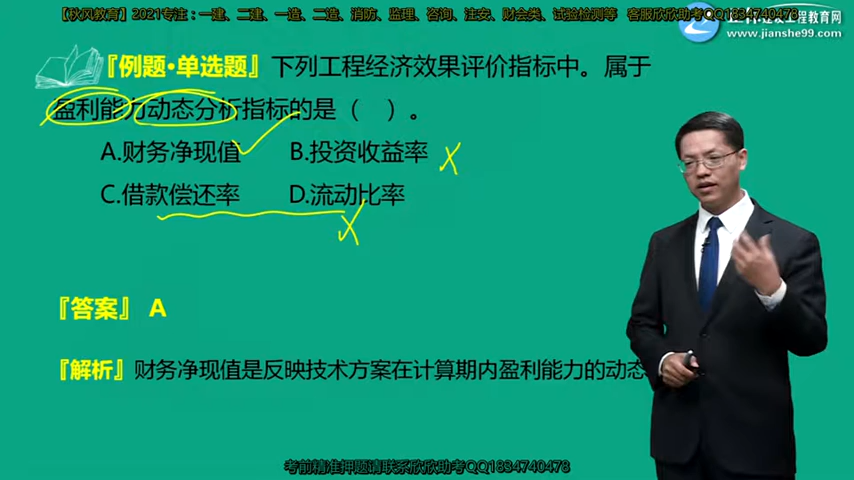 【秋风教育】2021专注：一建、二建、一造、二造、消防、监理、咨询、注安、财会类、试验检测等 客服欣欣助考QQ1834740478
建设工程教育网
www.jianshe99.com
『例题·单选题』下列工程经济效果评价指标中。属于
盈利能力动态分析指标的是（ ）。
A.财务净现值 B.投资收益率
C.借款偿还率 D.流动比率
『答案』 A
『解析』财务净现值是反映技术方案在计算期内盈利能力的动态
考前精准押题请联系欣欣助考QQ1834740478